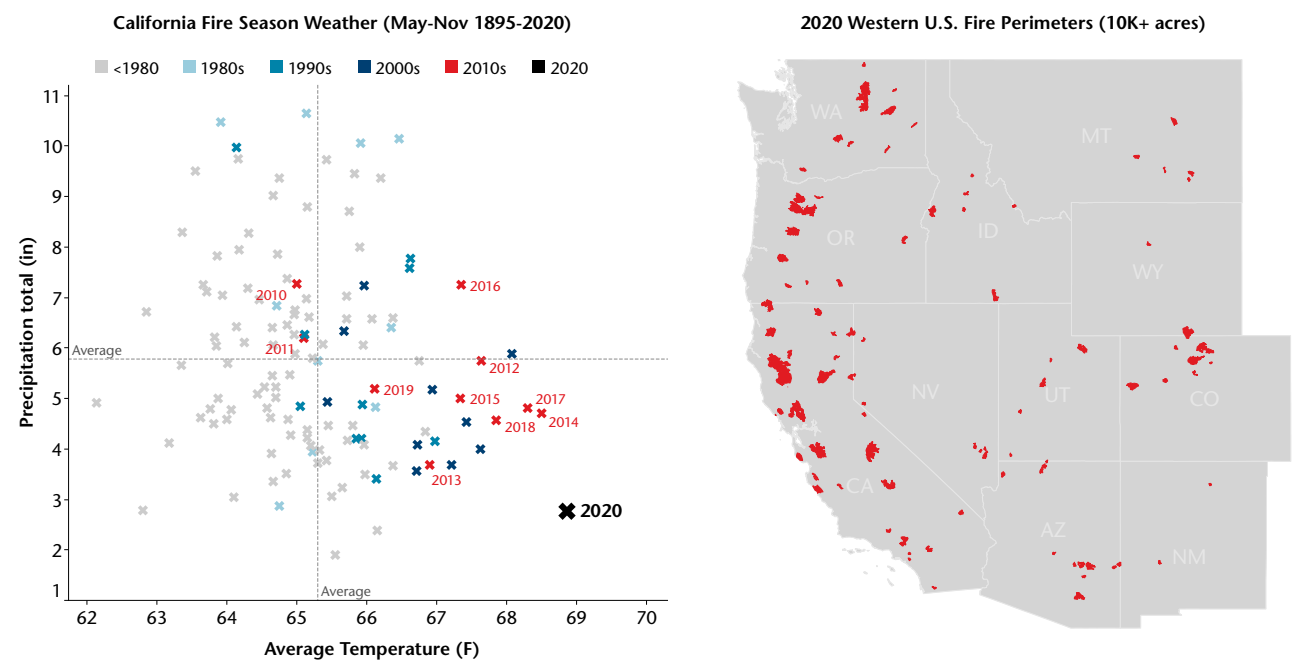 California Fire Season Weather (May-Nov 1895-2020)
<1980 1980s 1990s 2000s 2010s 2020
Precipitation total (in)
11
10
9
8
7
6
5
4
3
2
1
2010
2016
2011
Average
2012
2019
2015
2017
2014
2018
2013
2020
Average
62 63 64 65 66 67 68 69 70
Average Temperature (F)
2020 Western U.S. Fire Perimeters (10K+ acres)
WA
MT
OR
ID
WY
NV
UT
CO
CA
AZ
NM